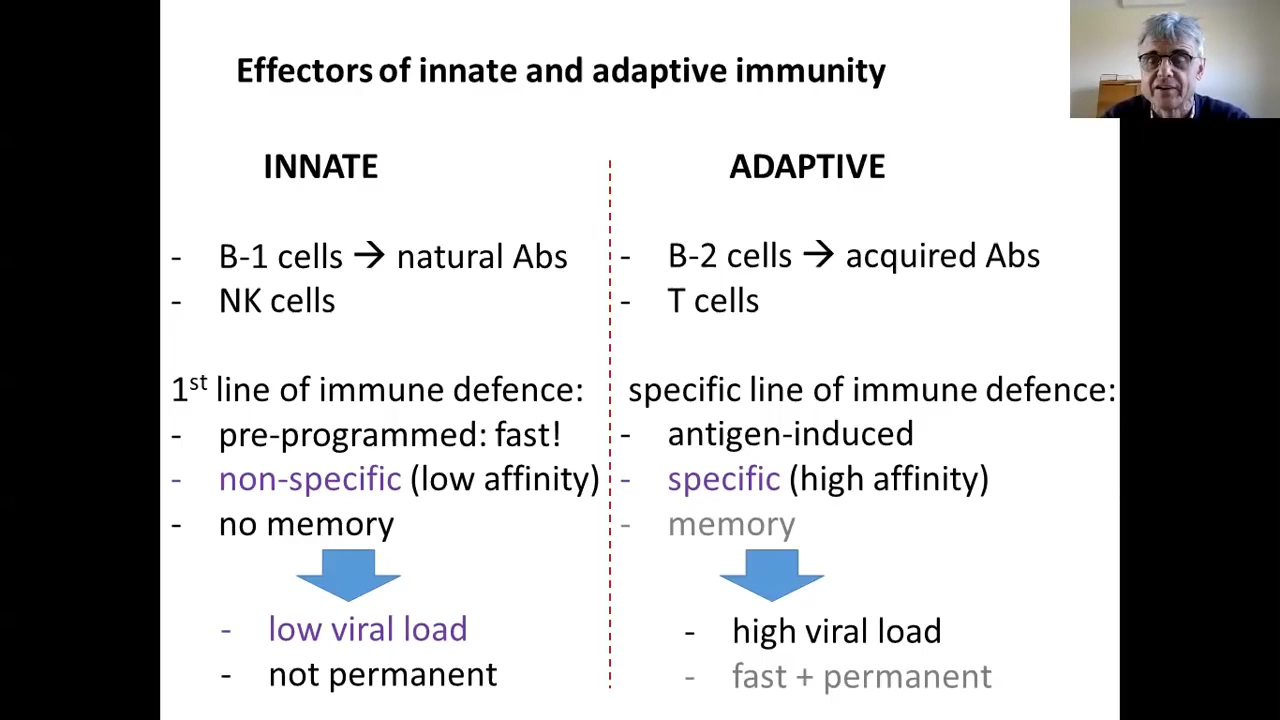 Effectors of innate and adaptive immunity
INNATE
- B-1 cells → natural Abs
- NK cells
1st line of immune defence:
- pre-programmed: fast!
- non-specific (low affinity)
- no memory
- low viral load
- not permanent
ADAPTIVE
- B-2 cells → acquired Abs
- T cells
specific line of immune defence:
- antigen-induced
- specific (high affinity)
- memory
- high viral load
- fast + permanent